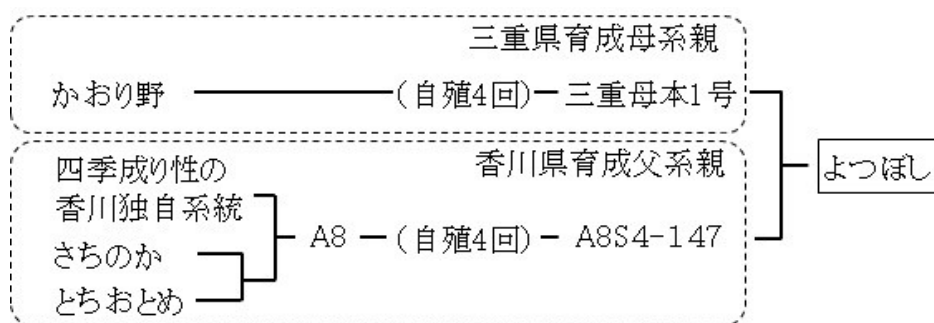 三重県育成母系親
かおり野 (自殖4回) 三重母本1号
香川県育成父系親
四季成り性の
香川独自系統
さちのか
とちおとめ
A8 (自殖4回) A8S4-147
よつぼし